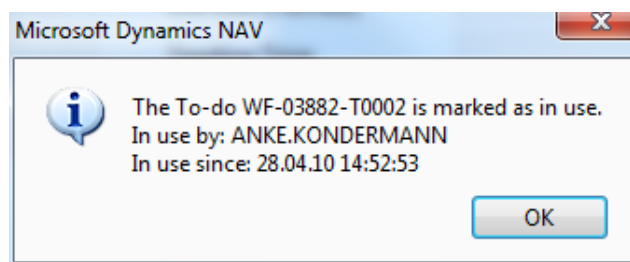 Microsoft Dynamics NAV
The To-do WF-03882-T0002 is marked as in use.
In use by: ANKE.KONDERMANN
In use since: 28.04.10 14:52:53
OK